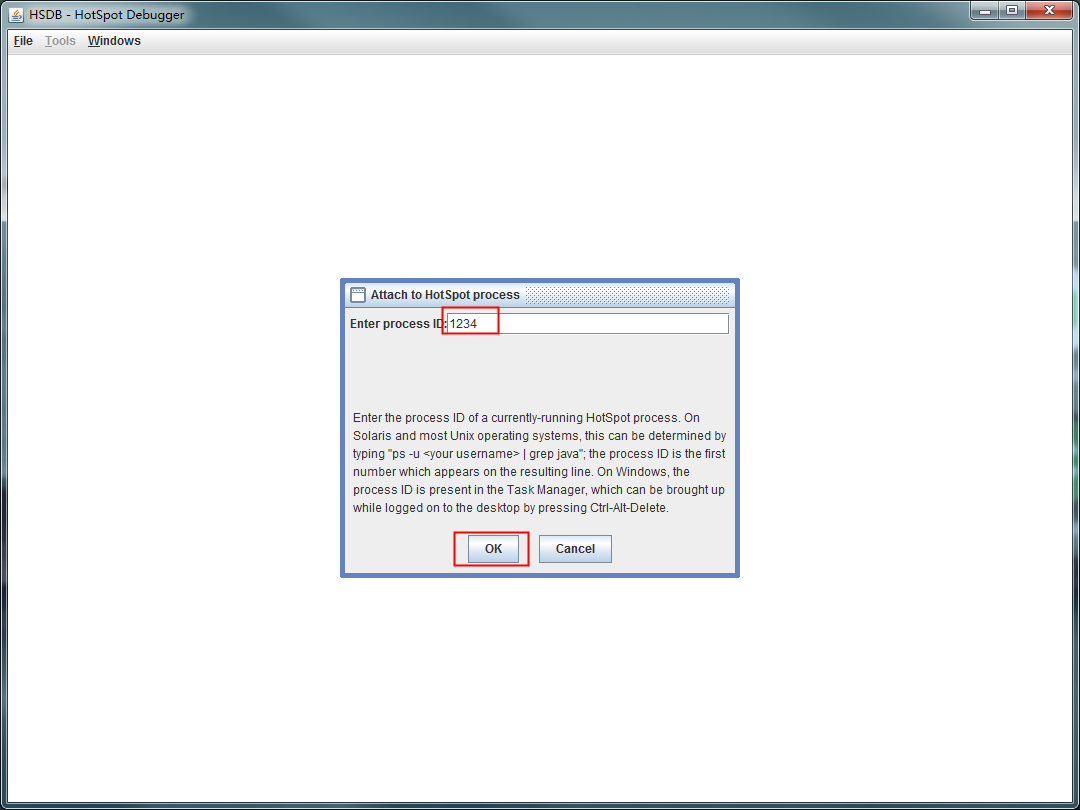 HSDB - HotSpot Debugger
File Tools Windows
Attach to HotSpot process
Enter process ID: 1234
Enter the process ID of a currently-running HotSpot process. On
Solaris and most Unix operating systems, this can be determined by
typing "ps -u <your username> | grep java"; the process ID is the first
number which appears on the resulting line. On Windows, the
process ID is present in the Task Manager, which can be brought up
while logged on to the desktop by pressing Ctrl-Alt-Delete.
OK Cancel